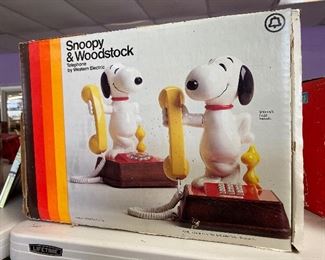 Snoopy
& Woodstock
Telephone
by Western Electric
LIFETIME